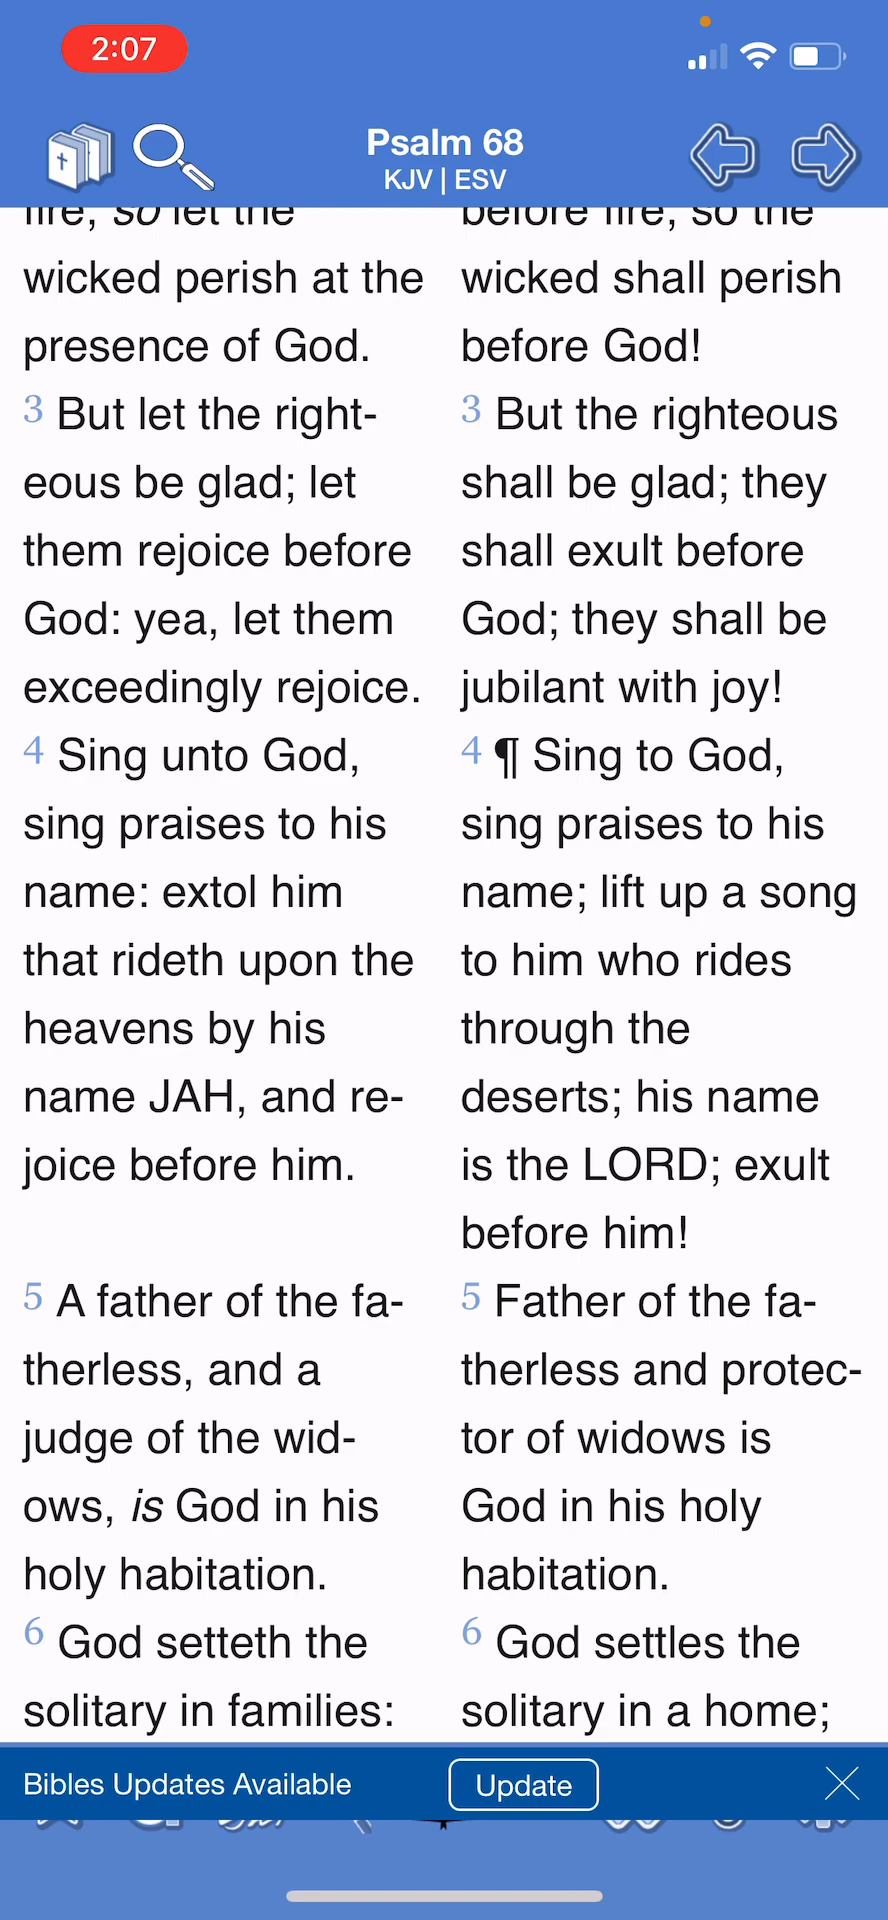 2:07
Psalm 68
KJV | ESV
fire, so let the
wicked perish at the
presence of God.
3 But let the right-
eous be glad; let
them rejoice before
God: yea, let them
exceedingly rejoice.
4 Sing unto God,
sing praises to his
name: extol him
that rideth upon the
heavens by his
name JAH, and re-
joice before him.
5 A father of the fa-
therless, and a
judge of the wid-
ows, is God in his
holy habitation.
6 God setteth the
solitary in families:
before fire, so the
wicked shall perish
before God!
3 But the righteous
shall be glad; they
shall exult before
God; they shall be
jubilant with joy!
4 ¶ Sing to God,
sing praises to his
name; lift up a song
to him who rides
through the
deserts; his name
is the LORD; exult
before him!
5 Father of the fa-
therless and protec-
tor of widows is
God in his holy
habitation.
6 God settles the
solitary in a home;
Bibles Updates Available
Update